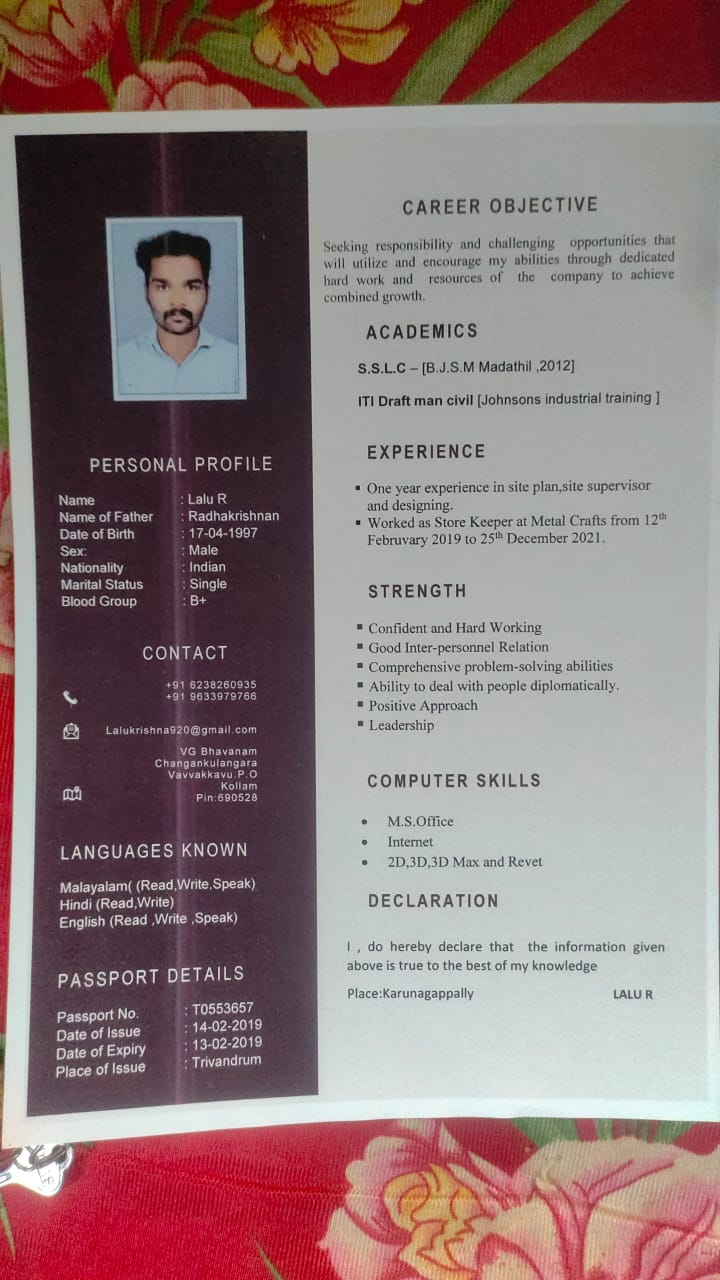 PERSONAL PROFILE
Name : Lalu R
Name of Father : Radhakrishnan
Date of Birth : 17-04-1997
Sex: : Male
Nationality : Indian
Marital Status : Single
Blood Group : B+
CONTACT
+91 6238260935
+91 9633979766
Lalukrishna920@gmail.com
VG Bhavanam
Changankulangara
Vavvakkavu.P.O
Kollam
Pin:690528
LANGUAGES KNOWN
Malayalam( (Read,Write,Speak)
Hindi (Read,Write)
English (Read ,Write ,Speak)
PASSPORT DETAILS
Passport No. : T0553657
Date of Issue : 14-02-2019
Date of Expiry : 13-02-2019
Place of Issue : Trivandrum
CAREER OBJECTIVE
Seeking responsibility and challenging opportunities that
will utilize and encourage my abilities through dedicated
hard work and resources of the company to achieve
combined growth.
ACADEMICS
S.S.L.C – [B.J.S.M Madathil ,2012]
ITI Draft man civil [Johnsons industrial training ]
EXPERIENCE
▪ One year experience in site plan,site supervisor
and designing.
▪ Worked as Store Keeper at Metal Crafts from 12th
Februvary 2019 to 25th December 2021.
STRENGTH
▪ Confident and Hard Working
▪ Good Inter-personnel Relation
▪ Comprehensive problem-solving abilities
▪ Ability to deal with people diplomatically.
▪ Positive Approach
▪ Leadership
COMPUTER SKILLS
• M.S.Office
• Internet
• 2D,3D,3D Max and Revet
DECLARATION
I , do hereby declare that the information given
above is true to the best of my knowledge
Place:Karunagappally LALU R